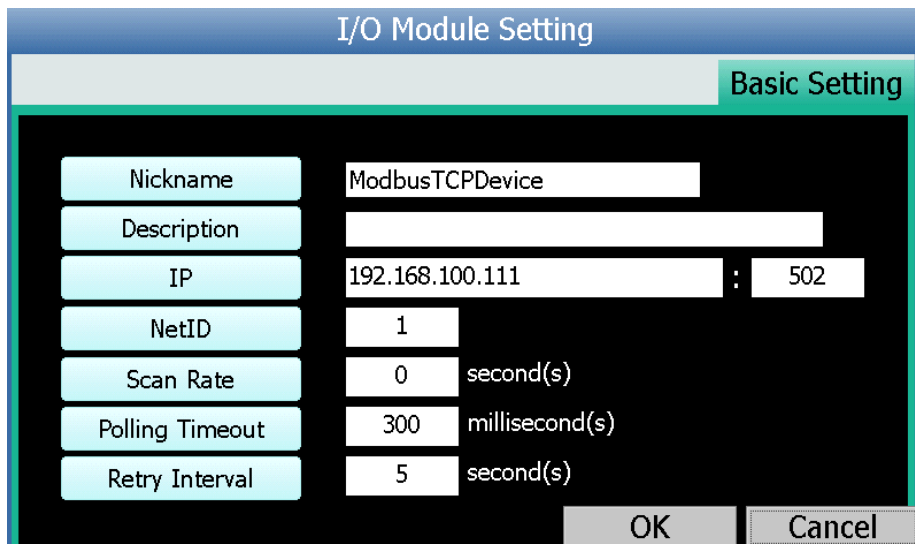 I/O Module Setting
Basic Setting
Nickname ModbusTCPDevice
Description
IP 192.168.100.111 : 502
NetID 1
Scan Rate 0 second(s)
Polling Timeout 300 millisecond(s)
Retry Interval 5 second(s)
OK Cancel